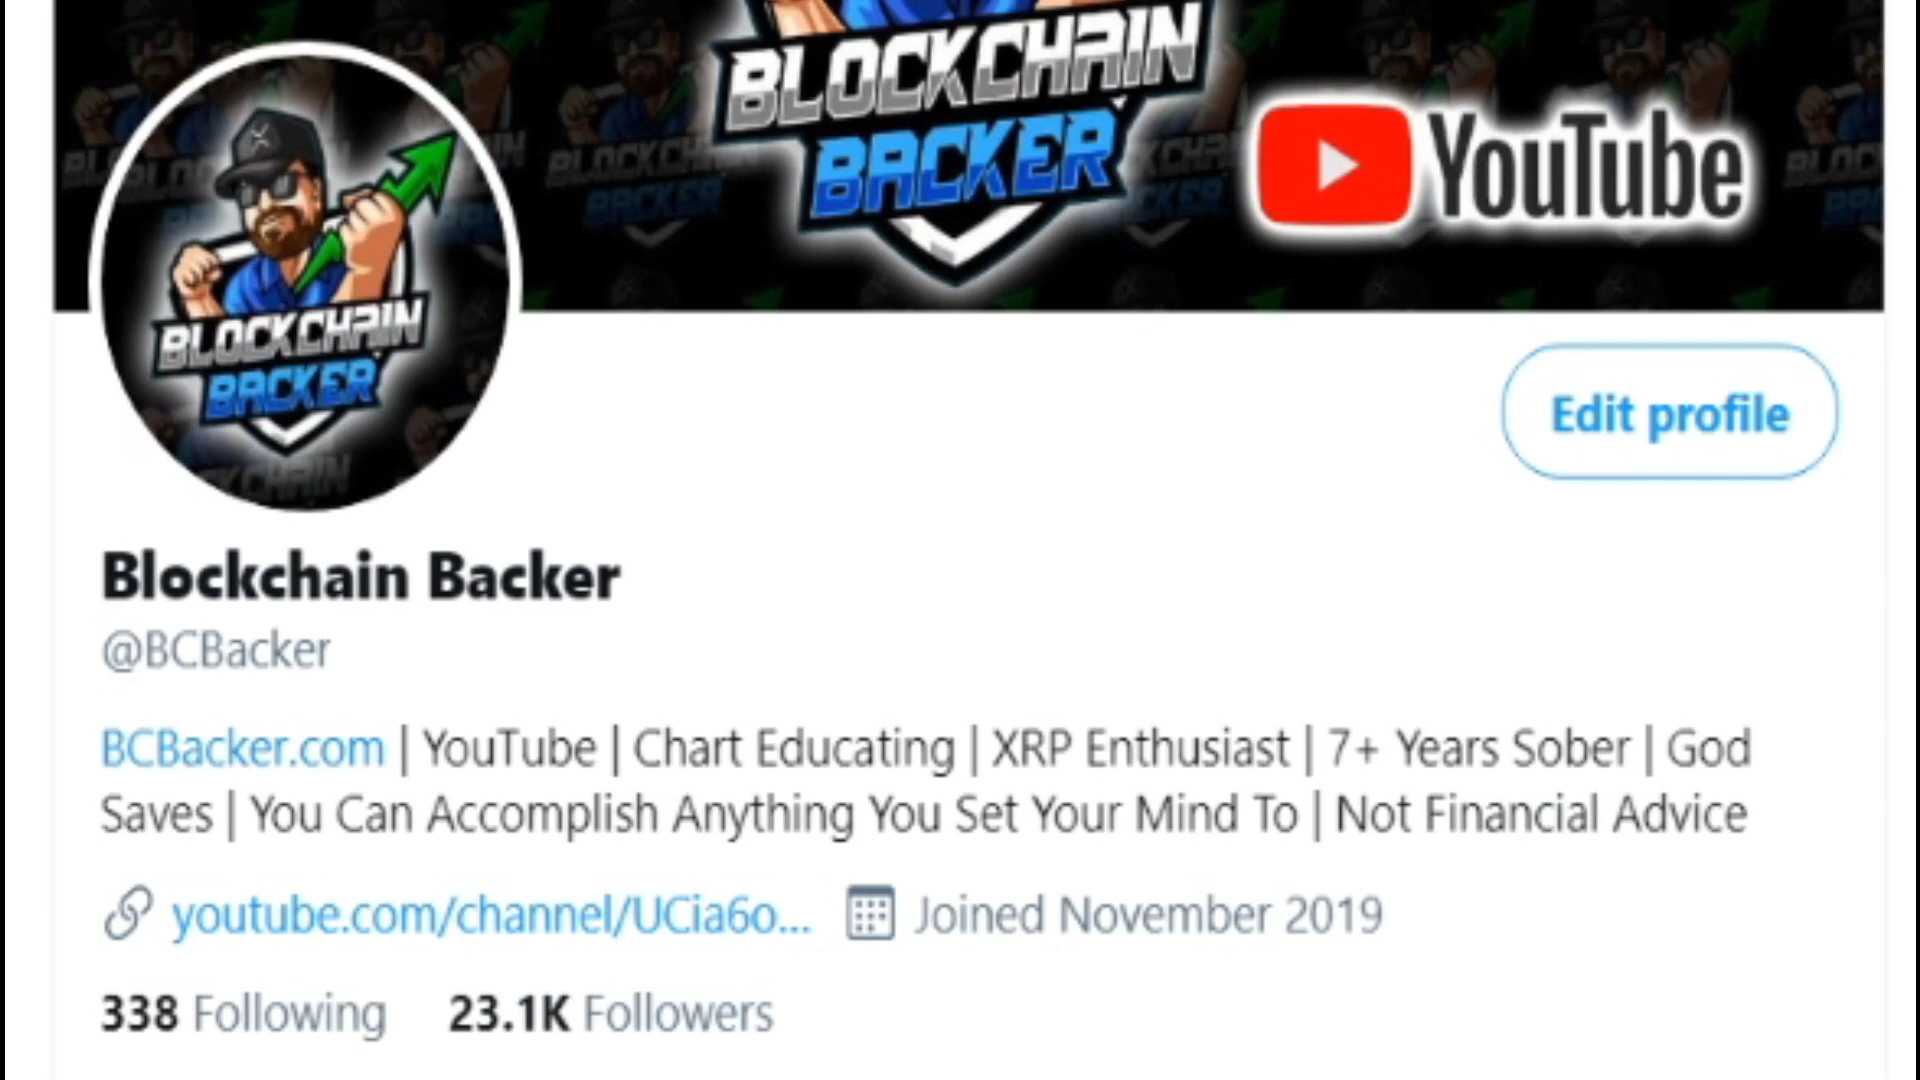 BLOCKCHAIN
BACKER
YouTube
BLOCKCHAIN
BACKER
Edit profile
Blockchain Backer
@BCBacker
BCBacker.com | YouTube | Chart Educating | XRP Enthusiast | 7+ Years Sober | God
Saves | You Can Accomplish Anything You Set Your Mind To | Not Financial Advice
youtube.com/channel/UCia6o... Joined November 2019
338 Following 23.1K Followers